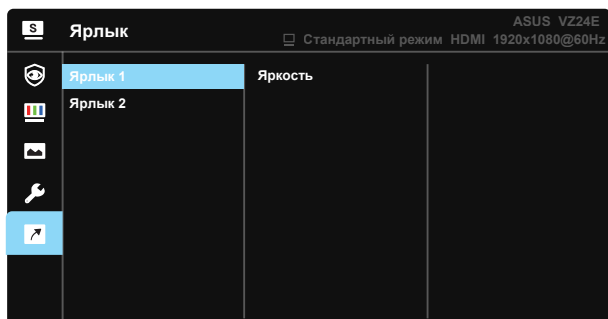 S
Ярлык
ASUS VZ24E
Стандартный режим HDMI 1920x1080@60Hz
Ярлык 1
Яркость
Ярлык 2